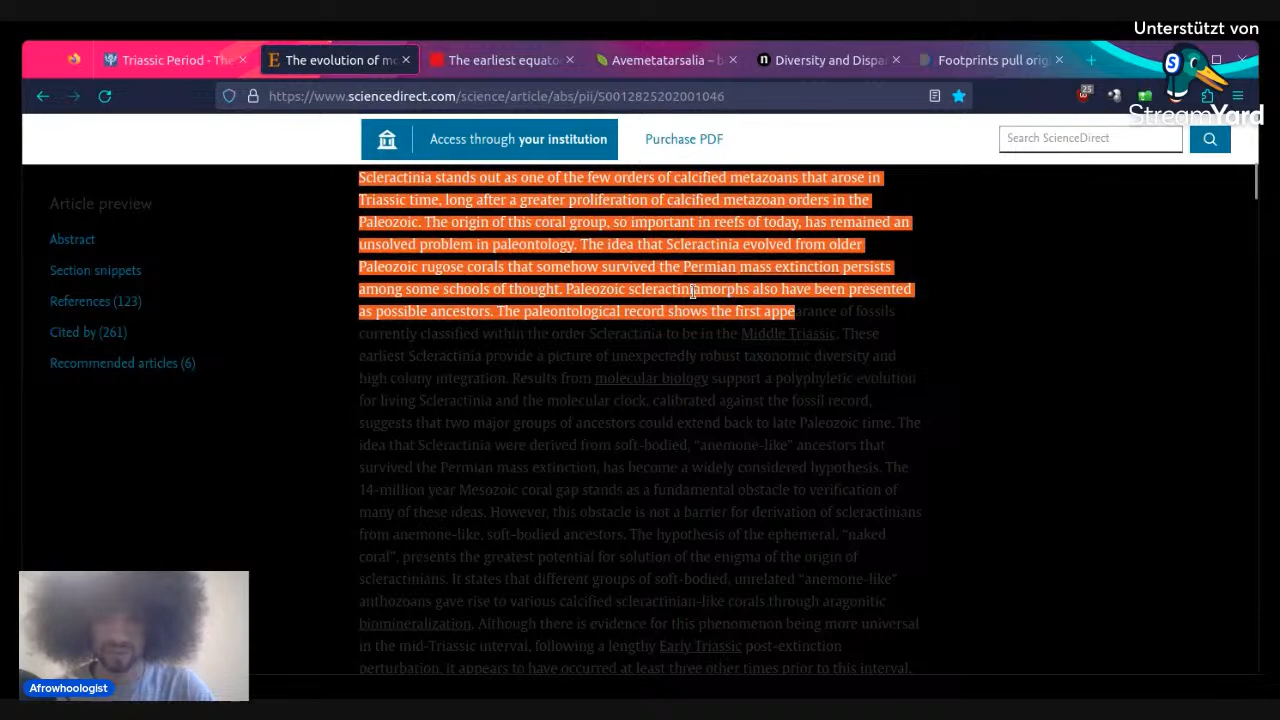 Unterstützt von
StreamYard
Triassic Period - The
The evolution of mo
The earliest equato
Avemetatarsalia – b
Diversity and Dispa
Footprints pull orig
https://www.sciencedirect.com/science/article/abs/pii/S0012825202001046
25
Access through your institution
Purchase PDF
Search ScienceDirect
Article preview
Abstract
Section snippets
References (123)
Cited by (261)
Recommended articles (6)
Scleractinia stands out as one of the few orders of calcified metazoans that arose in
Triassic time, long after a greater proliferation of calcified metazoan orders in the
Paleozoic. The origin of this coral group, so important in reefs of today, has remained an
unsolved problem in paleontology. The idea that Scleractinia evolved from older
Paleozoic rugose corals that somehow survived the Permian mass extinction persists
among some schools of thought. Paleozoic scleractiniamorphs also have been presented
as possible ancestors. The paleontological record shows the first appearance of fossils
currently classified within the order Scleractinia to be in the Middle Triassic. These
earliest Scleractinia provide a picture of unexpectedly robust taxonomic diversity and
high colony integration. Results from molecular biology support a polyphyletic evolution
for living Scleractinia and the molecular clock, calibrated against the fossil record,
suggests that two major groups of ancestors could extend back to late Paleozoic time. The
idea that Scleractinia were derived from soft-bodied, “anemone-like” ancestors that
survived the Permian mass extinction, has become a widely considered hypothesis. The
14-million year Mesozoic coral gap stands as a fundamental obstacle to verification of
many of these ideas. However, this obstacle is not a barrier for derivation of scleractinians
from anemone-like, soft-bodied ancestors. The hypothesis of the ephemeral, “naked
coral”, presents the greatest potential for solution of the enigma of the origin of
scleractinians. It states that different groups of soft-bodied, unrelated “anemone-like”
anthozoans gave rise to various calcified scleractinian-like corals through aragonitic
biomineralization. Although there is evidence for this phenomenon being more universal
in the mid-Triassic interval, following a lengthy Early Triassic post-extinction
perturbation, it appears to have occurred at least three other times prior to this interval.
Afrowhoologist